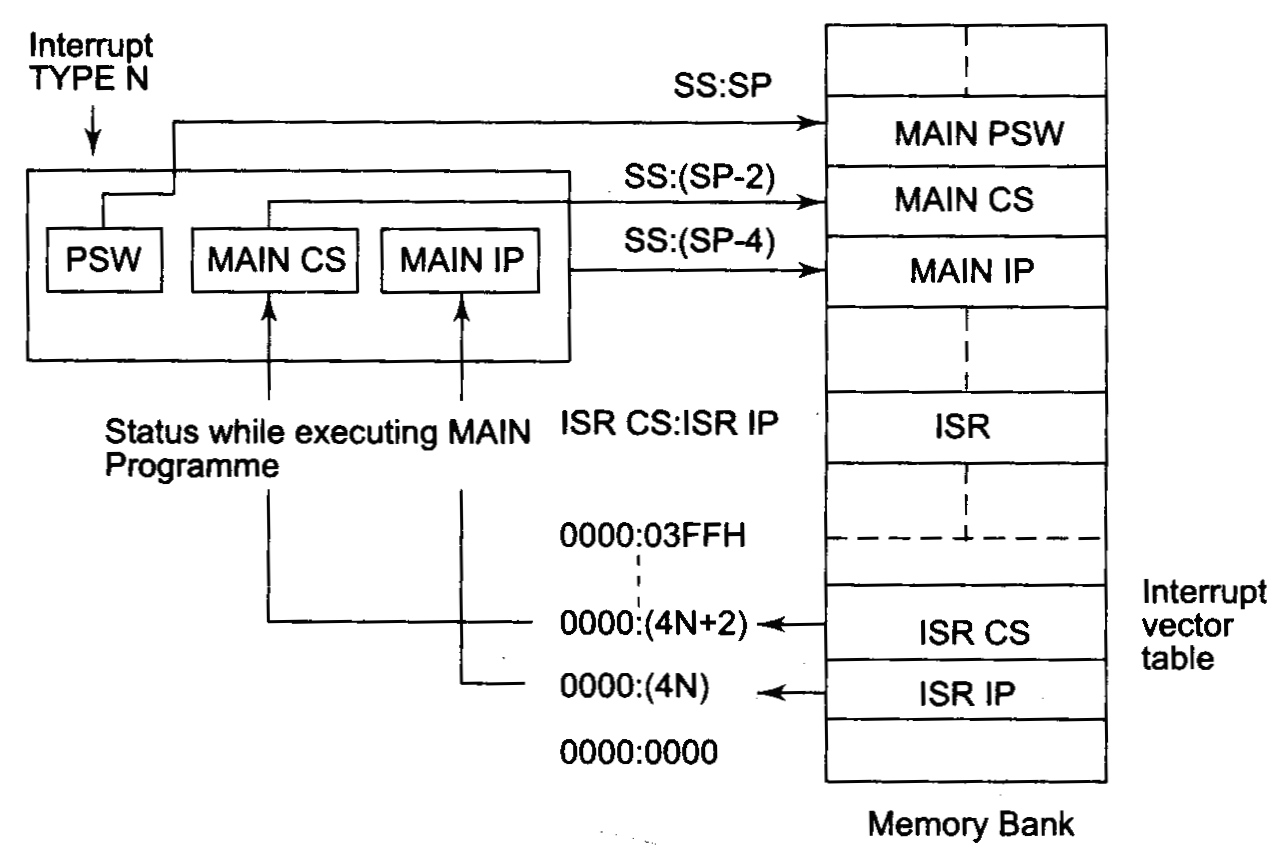 Interrupt
TYPE N
SS:SP
MAIN PSW
SS:(SP-2)
MAIN CS
SS:(SP-4)
MAIN IP
PSW
MAIN CS
MAIN IP
Status while executing MAIN
Programme
ISR CS:ISR IP
ISR
0000:03FFH
0000:(4N+2)
ISR CS
0000:(4N)
ISR IP
0000:0000
Interrupt
vector
table
Memory Bank